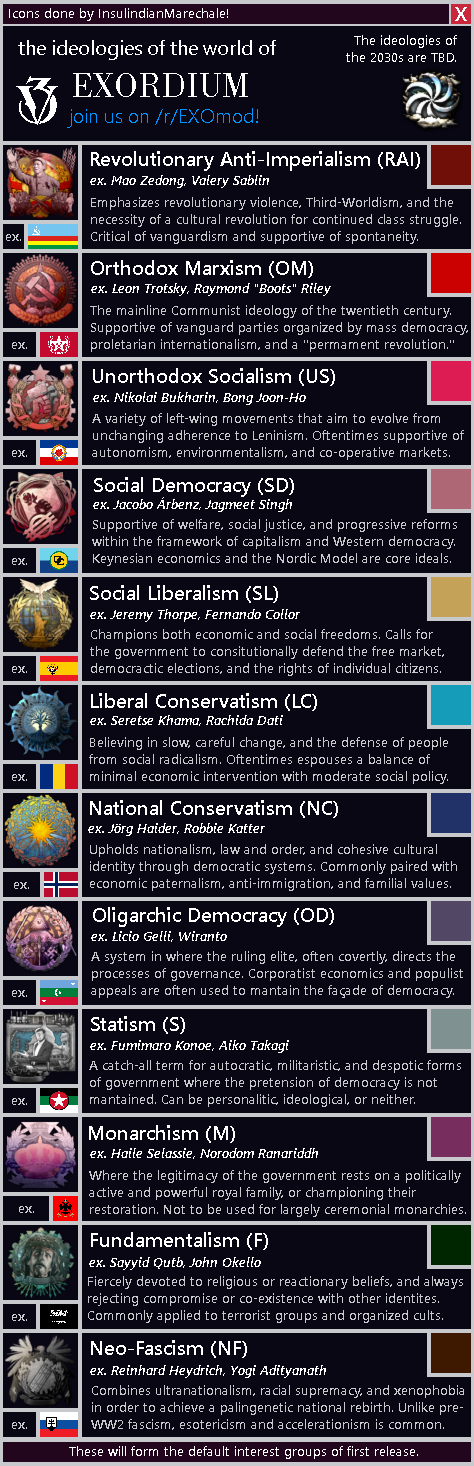 Icons done by InsulindianMarechale!
X
the ideologies of the world of
EXORDIUM
join us on /r/EXOmod!
The ideologies of
the 2030s are TBD.
Revolutionary Anti-Imperialism (RAI)
ex. Mao Zedong, Valery Sablin
Emphasizes revolutionary violence, Third-Worldism, and the
necessity of a cultural revolution for continued class struggle.
Critical of vanguardism and supportive of spontaneity.
ex.
Orthodox Marxism (OM)
ex. Leon Trotsky, Raymond "Boots" Riley
The mainline Communist ideology of the twentieth century.
Supportive of vanguard parties organized by mass democracy,
proletarian internationalism, and a "permament revolution."
ex.
Unorthodox Socialism (US)
ex. Nikolai Bukharin, Bong Joon-Ho
A variety of left-wing movements that aim to evolve from
unchanging adherence to Leninism. Oftentimes supportive of
autonomism, environmentalism, and co-operative markets.
ex.
Social Democracy (SD)
ex. Jacobo Árbenz, Jagmeet Singh
Supportive of welfare, social justice, and progressive reforms
within the framework of capitalism and Western democracy.
Keynesian economics and the Nordic Model are core ideals.
ex.
Social Liberalism (SL)
ex. Jeremy Thorpe, Fernando Collor
Champions both economic and social freedoms. Calls for
the government to consitutionally defend the free market,
democractic elections, and the rights of individual citizens.
ex.
Liberal Conservatism (LC)
ex. Seretse Khama, Rachida Dati
Believing in slow, careful change, and the defense of people
from social radicalism. Oftentimes espouses a balance of
minimal economic intervention with moderate social policy.
ex.
National Conservatism (NC)
ex. Jörg Haider, Robbie Katter
Upholds nationalism, law and order, and cohesive cultural
identity through democratic systems. Commonly paired with
economic paternalism, anti-immigration, and familial values.
ex.
Oligarchic Democracy (OD)
ex. Licio Gelli, Wiranto
A system in where the ruling elite, often covertly, directs the
processes of governance. Corporatist economics and populist
appeals are often used to mantain the façade of democracy.
ex.
Statism (S)
ex. Fumimaro Konoe, Aiko Takagi
A catch-all term for autocratic, militaristic, and despotic forms
of government where the pretension of democracy is not
mantained. Can be personalitic, ideological, or neither.
ex.
Monarchism (M)
ex. Haile Selassie, Norodom Ranariddh
Where the legitimacy of the government rests on a politically
active and powerful royal family, or championing their
restoration. Not to be used for largely ceremonial monarchies.
ex.
Fundamentalism (F)
ex. Sayyid Qutb, John Okello
Fiercely devoted to religious or reactionary beliefs, and always
rejecting compromise or co-existence with other identites.
Commonly applied to terrorist groups and organized cults.
ex.
Neo-Fascism (NF)
ex. Reinhard Heydrich, Yogi Adityanath
Combines ultranationalism, racial supremacy, and xenophobia
in order to achieve a palingenetic national rebirth. Unlike pre-
WW2 fascism, esotericism and accelerationism is common.
ex.
These will form the default interest groups of first release.